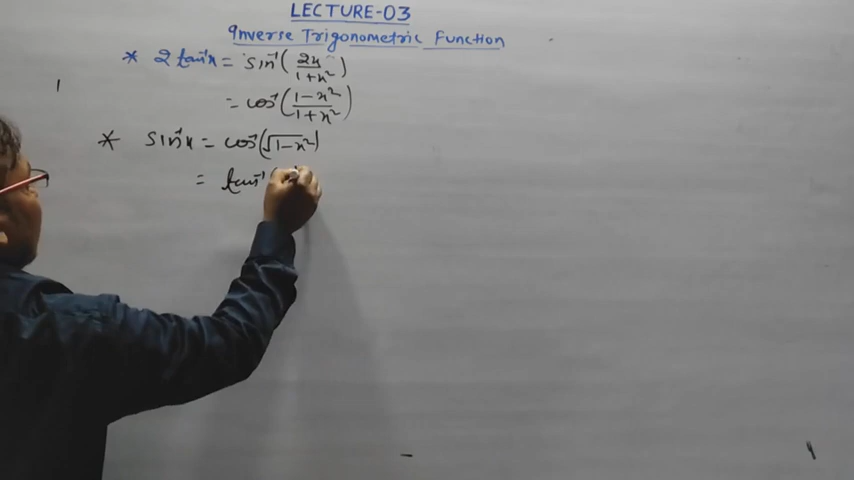 LECTURE-03
Inverse Trigonometric Function
* 2 tan⁻¹x = sin⁻¹(2x/1+x²)
= cos⁻¹(1-x²/1+x²)
* sin⁻¹x = cos⁻¹(√1-x²)
= tan⁻¹(